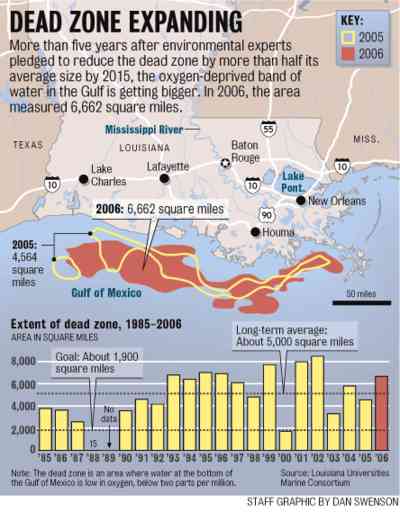 DEAD ZONE EXPANDING
More than five years after environmental experts
pledged to reduce the dead zone by more than half its
average size by 2015, the oxygen-deprived band of
water in the Gulf is getting bigger. In 2006, the area
measured 6,662 square miles.
KEY:
2005
2006
Mississippi River
55
TEXAS
LOUISIANA
MISS.
Baton
Rouge
Lake
Charles
Lafayette
Lake
Pont.
10
10
10
10
New Orleans
90
Houma
2006: 6,662 square miles
2005:
4,564
square
miles
Gulf of Mexico
50 miles
Extent of dead zone, 1985–2006
AREA IN SQUARE MILES
Long-term average:
About 5,000 square miles
Goal: About 1,900
square miles
8,000
6,000
4,000
2,000
0
15
No
data
'85 '86 '87 '88 '89 '90 '91 '92 '93 '94 '95 '96 '97 '98 '99 '00 '01 '02 '03 '04 '05 '06
Note: The dead zone is an area where water at the bottom of
the Gulf of Mexico is low in oxygen, below two parts per million.
Source: Louisiana Universities
Marine Consortium
STAFF GRAPHIC BY DAN SWENSON